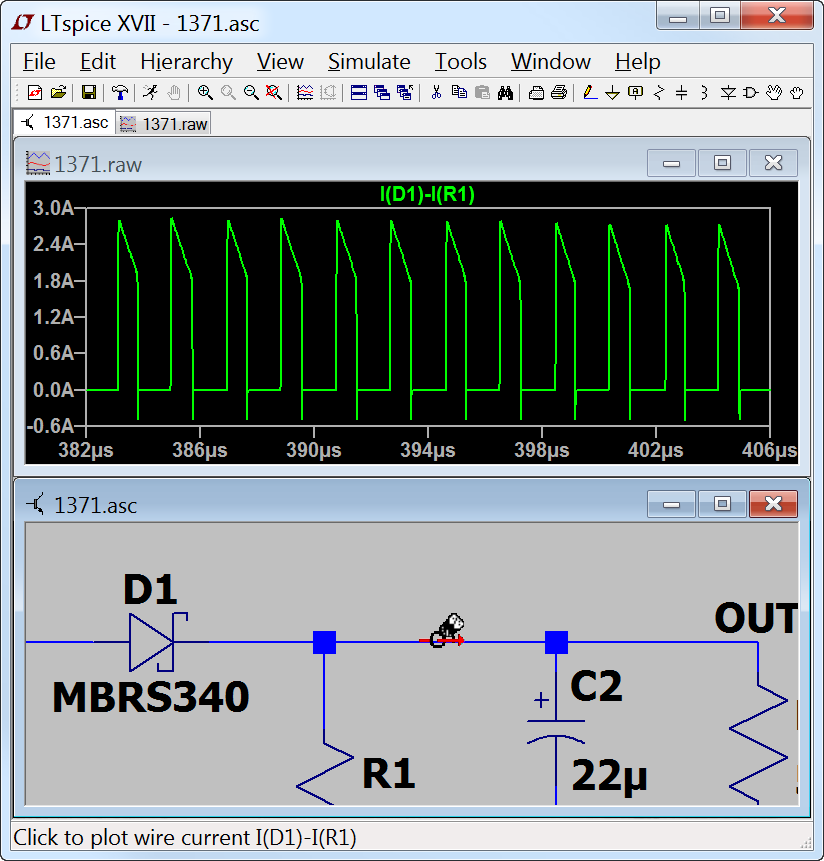 LTspice XVII - 1371.asc
File Edit Hierarchy View Simulate Tools Window Help
1371.asc 1371.raw
1371.raw
I(D1)-I(R1)
3.0A
2.4A
1.8A
1.2A
0.6A
0.0A
-0.6A
382µs 386µs 390µs 394µs 398µs 402µs 406µs
1371.asc
D1
OUT
MBRS340
+ C2
R1
22µ
Click to plot wire current I(D1)-I(R1)